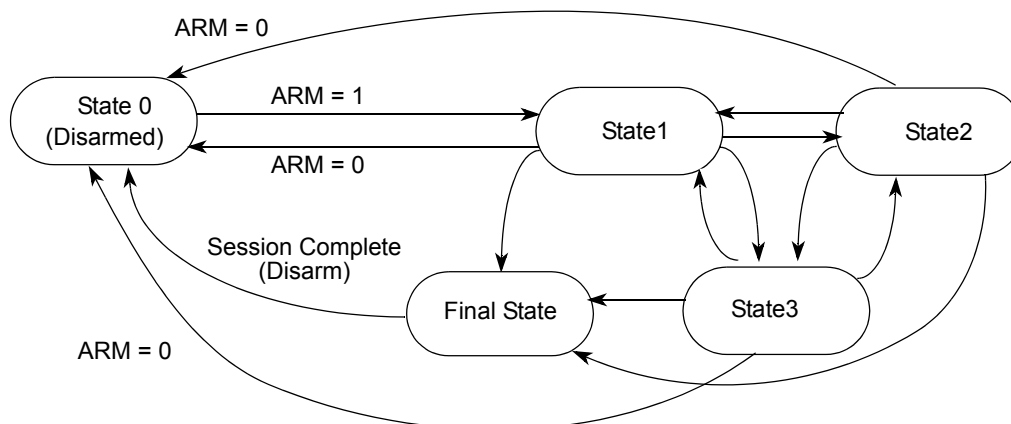 ARM = 0
State 0
(Disarmed)
ARM = 1
ARM = 0
State1
State2
Session Complete
(Disarm)
Final State
State3
ARM = 0